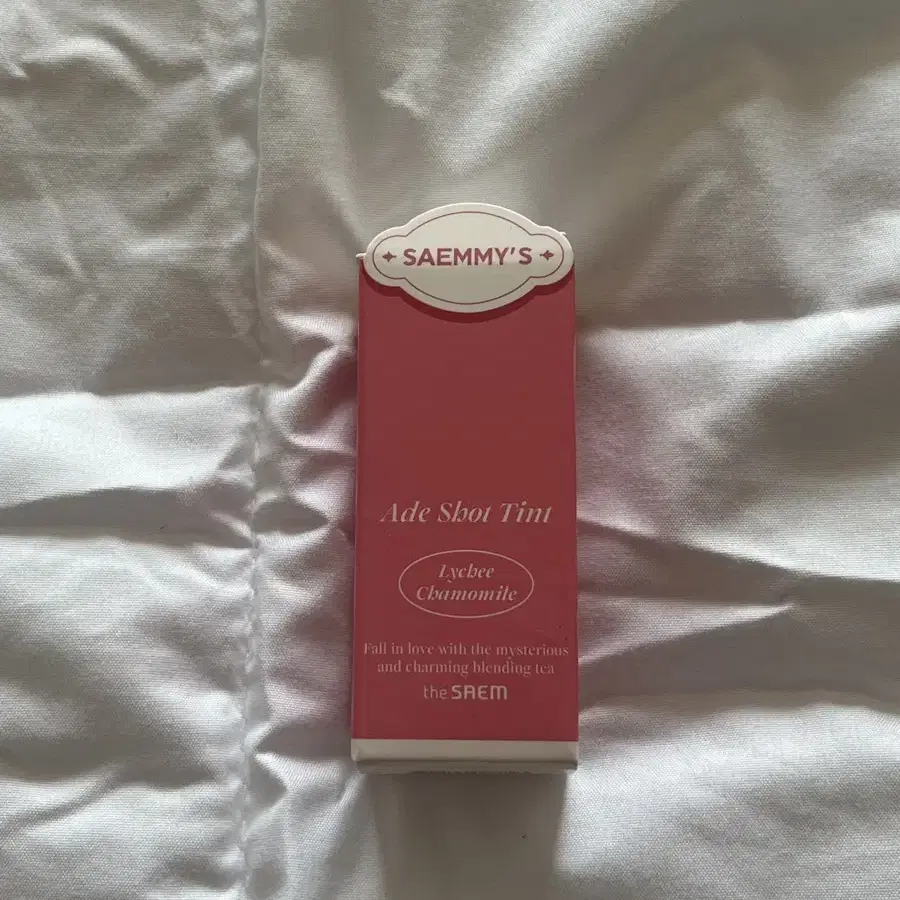 SAEMMY'S
Ade Shot Tint
Lychee
Chamomile
Fall in love with the mysterious
and charming blending tea
the SAEM